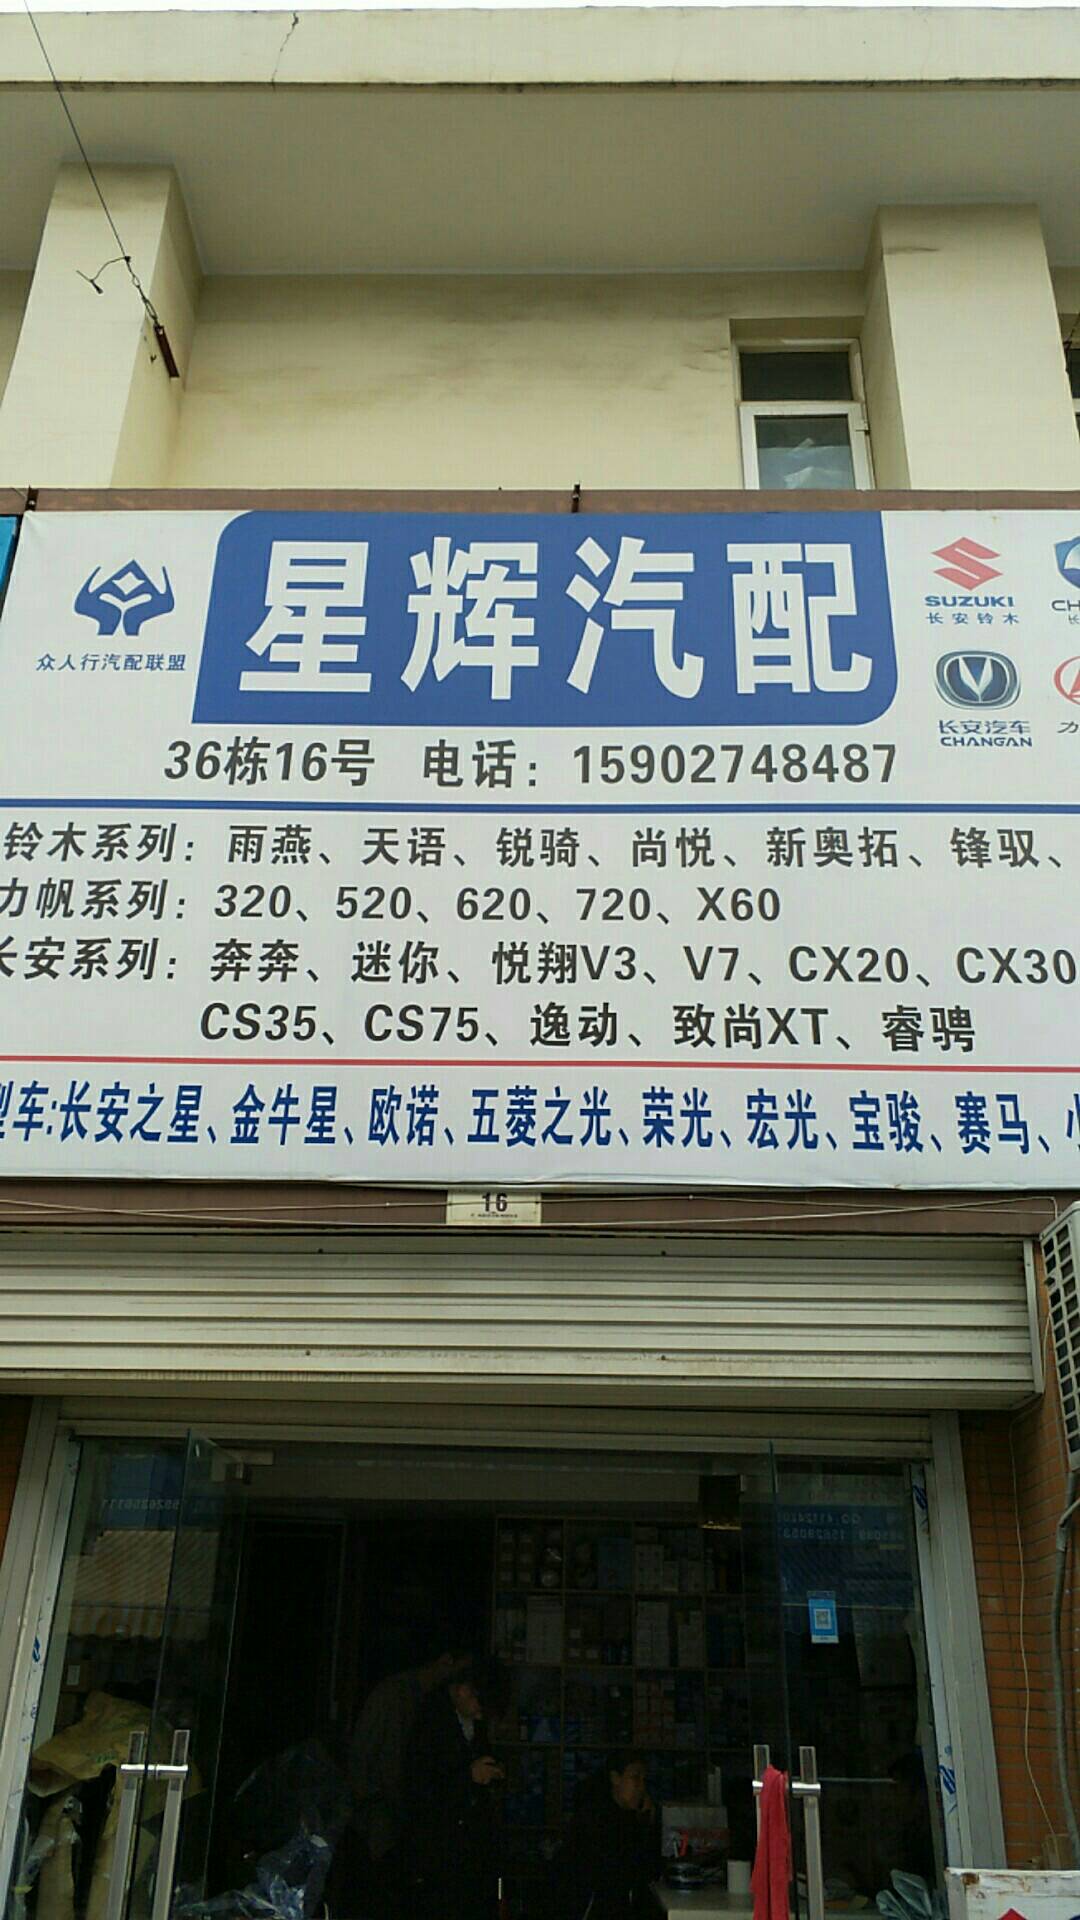 星辉汽配
众人行汽配联盟
SUZUKI
长安铃木
长安汽车
CHANGAN
36栋16号 电话：15902748487
铃木系列：雨燕、天语、锐骑、尚悦、新奥拓、锋驭、
力帆系列：320、520、620、720、X60
长安系列：奔奔、迷你、悦翔V3、V7、CX20、CX30
CS35、CS75、逸动、致尚XT、睿骋
型车:长安之星、金牛星、欧诺、五菱之光、荣光、宏光、宝骏、赛马、小
16